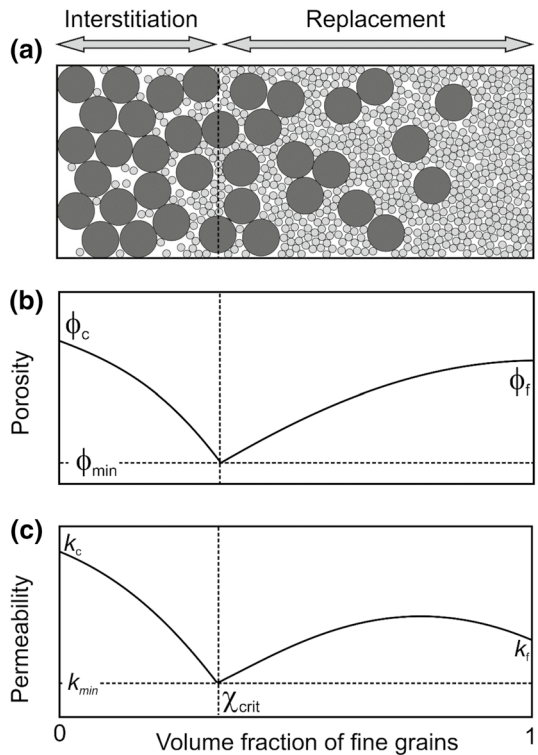 Interstitiation Replacement
(a)
(b)
ϕc
Porosity
ϕf
ϕmin
(c)
kc
Permeability
kf
kmin
χcrit
0 Volume fraction of fine grains 1